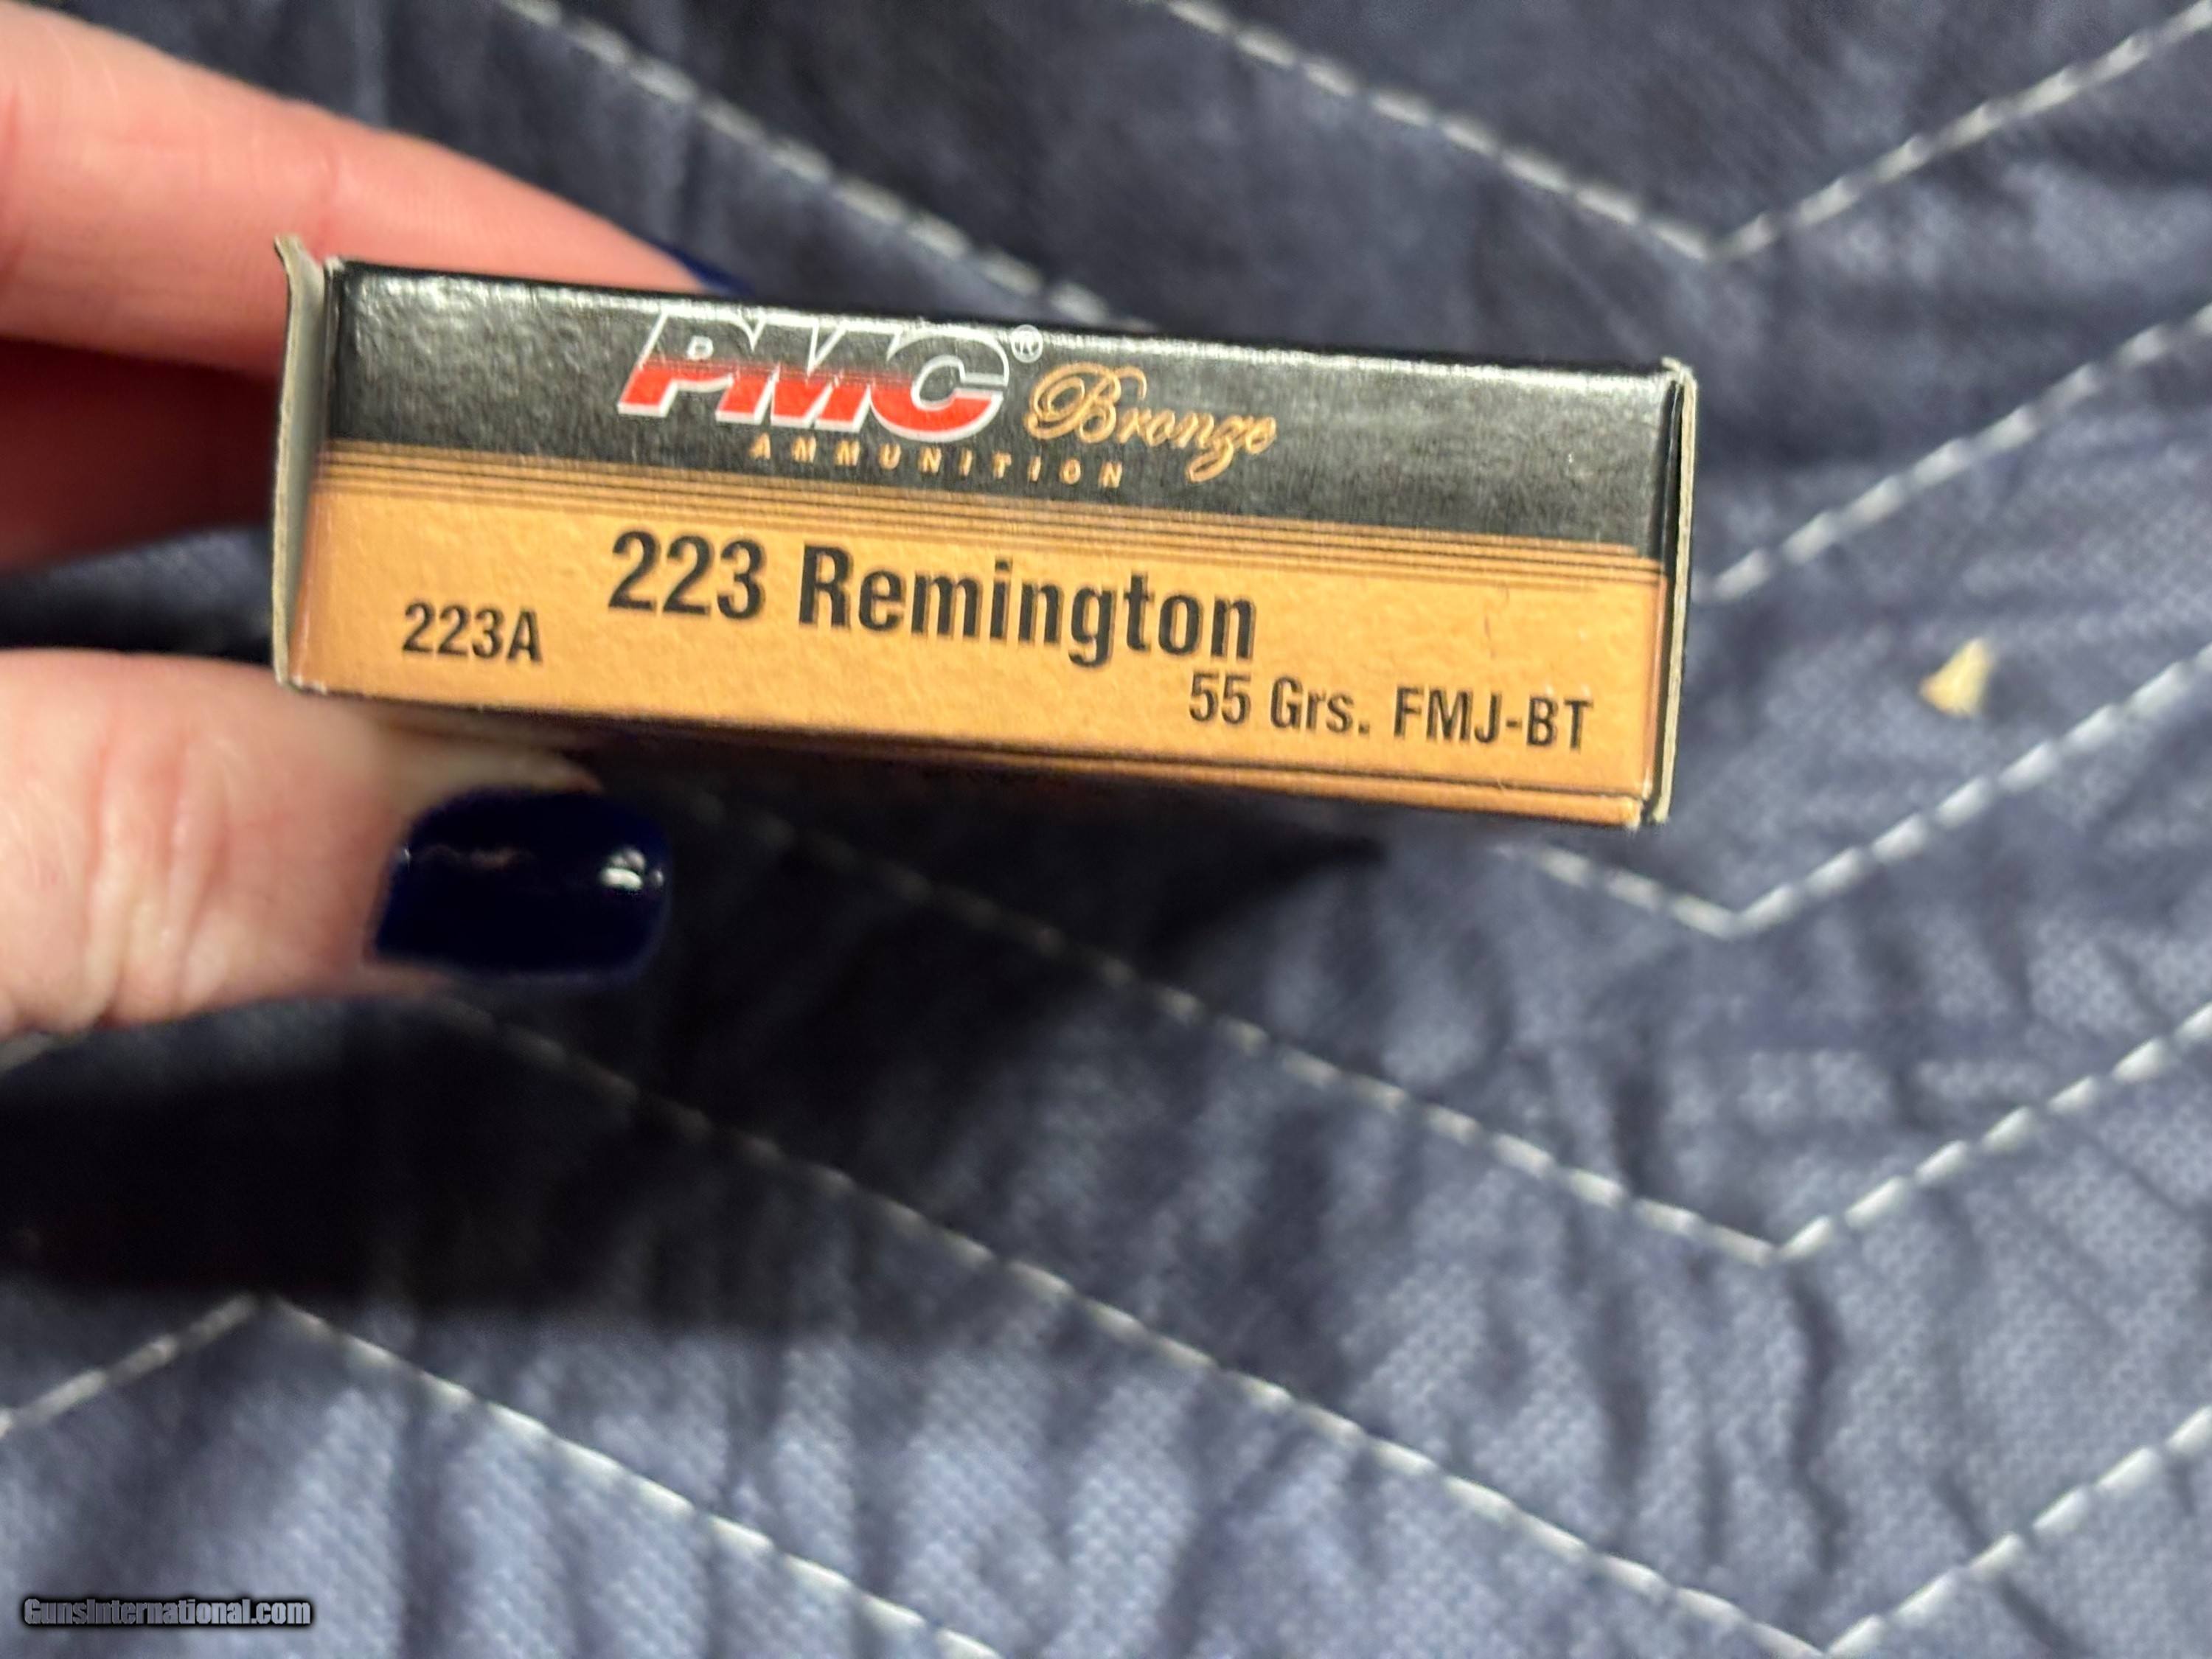 PMC® Bronze
AMMUNITION
223 Remington
223A
55 Grs. FMJ-BT
GunsInternational.com